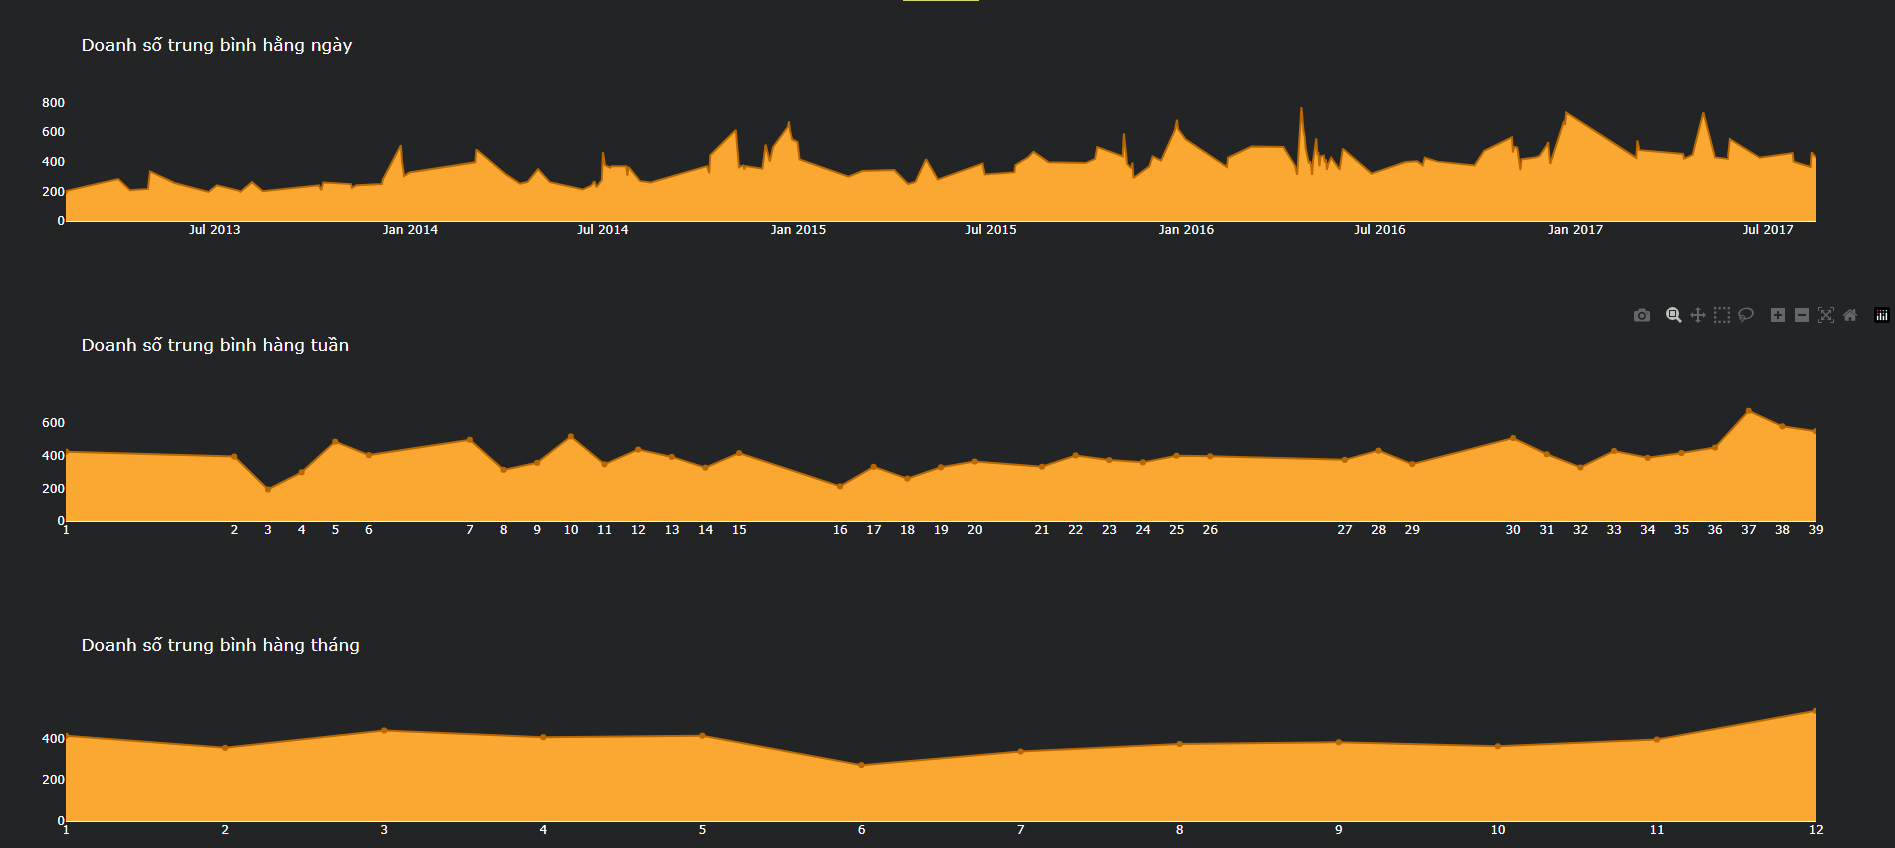 Doanh số trung bình hằng ngày
800
600
400
200
0
Jul 2013 Jan 2014 Jul 2014 Jan 2015 Jul 2015 Jan 2016 Jul 2016 Jan 2017 Jul 2017
Doanh số trung bình hàng tuần
600
400
200
0
1 2 3 4 5 6 7 8 9 10 11 12 13 14 15 16 17 18 19 20 21 22 23 24 25 26 27 28 29 30 31 32 33 34 35 36 37 38 39
Doanh số trung bình hàng tháng
400
200
0
1 2 3 4 5 6 7 8 9 10 11 12